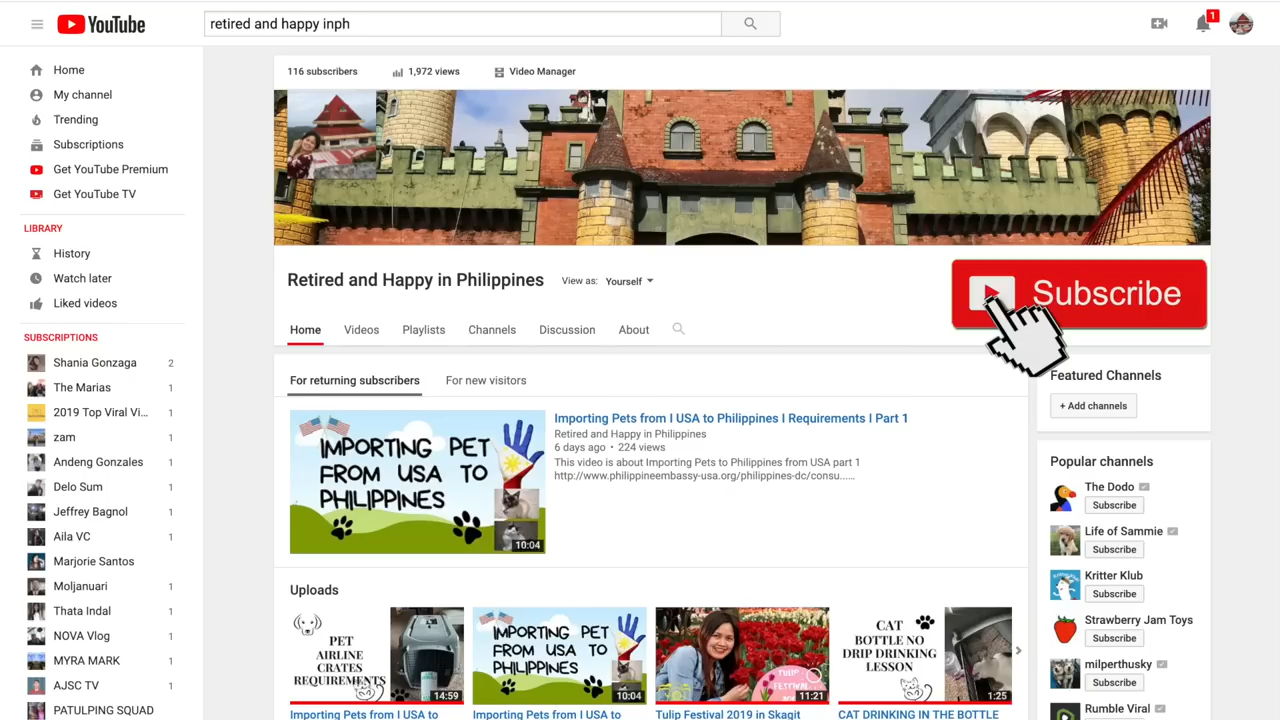 YouTube
retired and happy inph
1
Home
My channel
Trending
Subscriptions
Get YouTube Premium
Get YouTube TV
LIBRARY
History
Watch later
Liked videos
SUBSCRIPTIONS
Shania Gonzaga 2
The Marias 1
2019 Top Viral Vi... 1
zam 1
Andeng Gonzales 1
Delo Sum 1
Jeffrey Bagnol 1
Aila VC 1
Marjorie Santos
Moljanuari 1
Thata Indal 1
NOVA Vlog 1
MYRA MARK 1
AJSC TV 1
PATULPING SQUAD
116 subscribers
1,972 views
Video Manager
Retired and Happy in Philippines
View as: Yourself
Subscribe
Home Videos Playlists Channels Discussion About
For returning subscribers For new visitors
IMPORTING PET
FROM USA TO
PHILIPPINES
10:04
Importing Pets from I USA to Philippines I Requirements I Part 1
Retired and Happy in Philippines
6 days ago • 224 views
This video is about Importing Pets to Philippines from USA part 1
http://www.philippineembassy-usa.org/philippines-dc/consu......
Uploads
PET
AIRLINE
CRATES
REQUIREMENTS
14:59
Importing Pets from USA to
IMPORTING PET
FROM USA TO
PHILIPPINES
10:04
Importing Pets from I USA to
TULIP
FESTIVAL
11:21
Tulip Festival 2019 in Skagit
CAT
BOTTLE NO
DRIP DRINKING
LESSON
1:25
CAT DRINKING IN THE BOTTLE
Featured Channels
+ Add channels
Popular channels
The Dodo
Subscribe
Life of Sammie
Subscribe
Kritter Klub
Subscribe
Strawberry Jam Toys
Subscribe
milperthusky
Subscribe
Rumble Viral